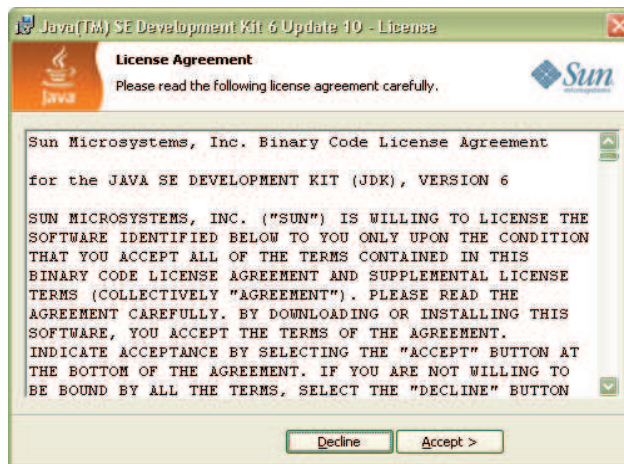 Java(TM) SE Development Kit 6 Update 10 - License
License Agreement
Please read the following license agreement carefully.
Java
Sun
microsystems
Sun Microsystems, Inc. Binary Code License Agreement
for the JAVA SE DEVELOPMENT KIT (JDK), VERSION 6
SUN MICROSYSTEMS, INC. ("SUN") IS WILLING TO LICENSE THE
SOFTWARE IDENTIFIED BELOW TO YOU ONLY UPON THE CONDITION
THAT YOU ACCEPT ALL OF THE TERMS CONTAINED IN THIS
BINARY CODE LICENSE AGREEMENT AND SUPPLEMENTAL LICENSE
TERMS (COLLECTIVELY "AGREEMENT"). PLEASE READ THE
AGREEMENT CAREFULLY. BY DOWNLOADING OR INSTALLING THIS
SOFTWARE, YOU ACCEPT THE TERMS OF THE AGREEMENT.
INDICATE ACCEPTANCE BY SELECTING THE "ACCEPT" BUTTON AT
THE BOTTOM OF THE AGREEMENT. IF YOU ARE NOT WILLING TO
BE BOUND BY ALL THE TERMS, SELECT THE "DECLINE" BUTTON
Decline
Accept >